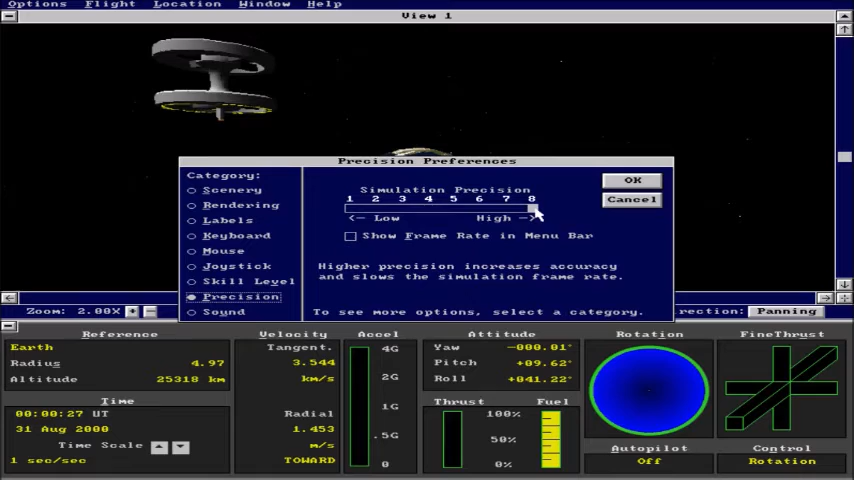 Options Flight Location Window Help
View 1
Precision Preferences
Category:
Scenery
Rendering
Labels
Keyboard
Mouse
Joystick
Skill Level
Precision
Sound
Simulation Precision
1 2 3 4 5 6 7 8
<— Low High —>
Show Frame Rate in Menu Bar
Higher precision increases accuracy
and slows the simulation frame rate.
To see more options, select a category.
OK
Cancel
Zoom: 2.00X + −
rection: Panning
Reference
Earth
Radius 4.97
Altitude 25318 km
Time
00:00:27 UT
31 Aug 2000
Time Scale
1 sec/sec
Velocity
Tangent.
3.544
km/s
Radial
1.453
m/s
TOWARD
Accel
4G
2G
1G
.5G
0
Attitude
Yaw −000.01°
Pitch +09.62°
Roll +041.22°
Thrust Fuel
100%
50%
0%
Rotation
Autopilot
Off
FineThrust
Control
Rotation